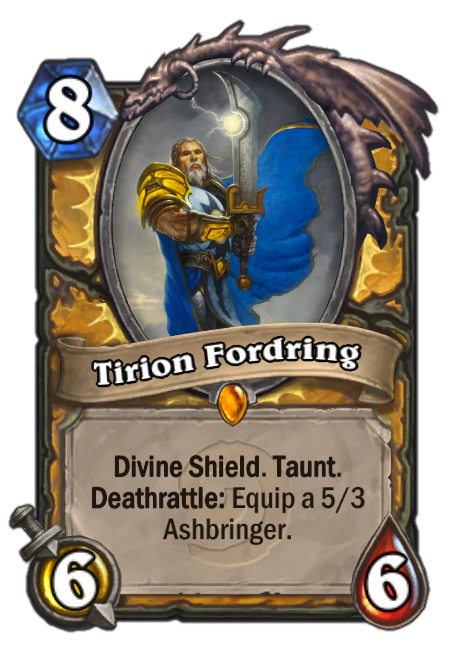 8
Tirion Fordring
Divine Shield. Taunt.
Deathrattle: Equip a 5/3
Ashbringer.
6
6